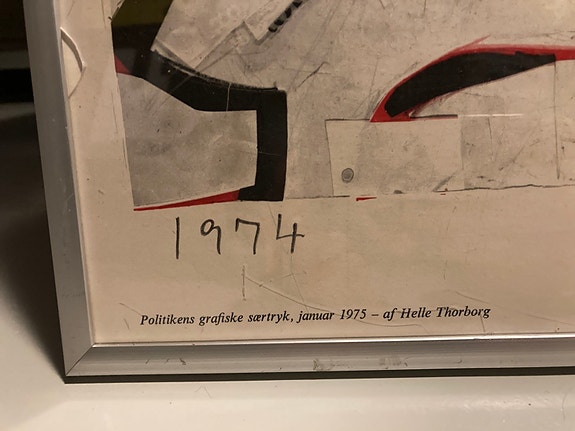 1974
Politikens grafiske særtryk, januar 1975 – af Helle Thorborg